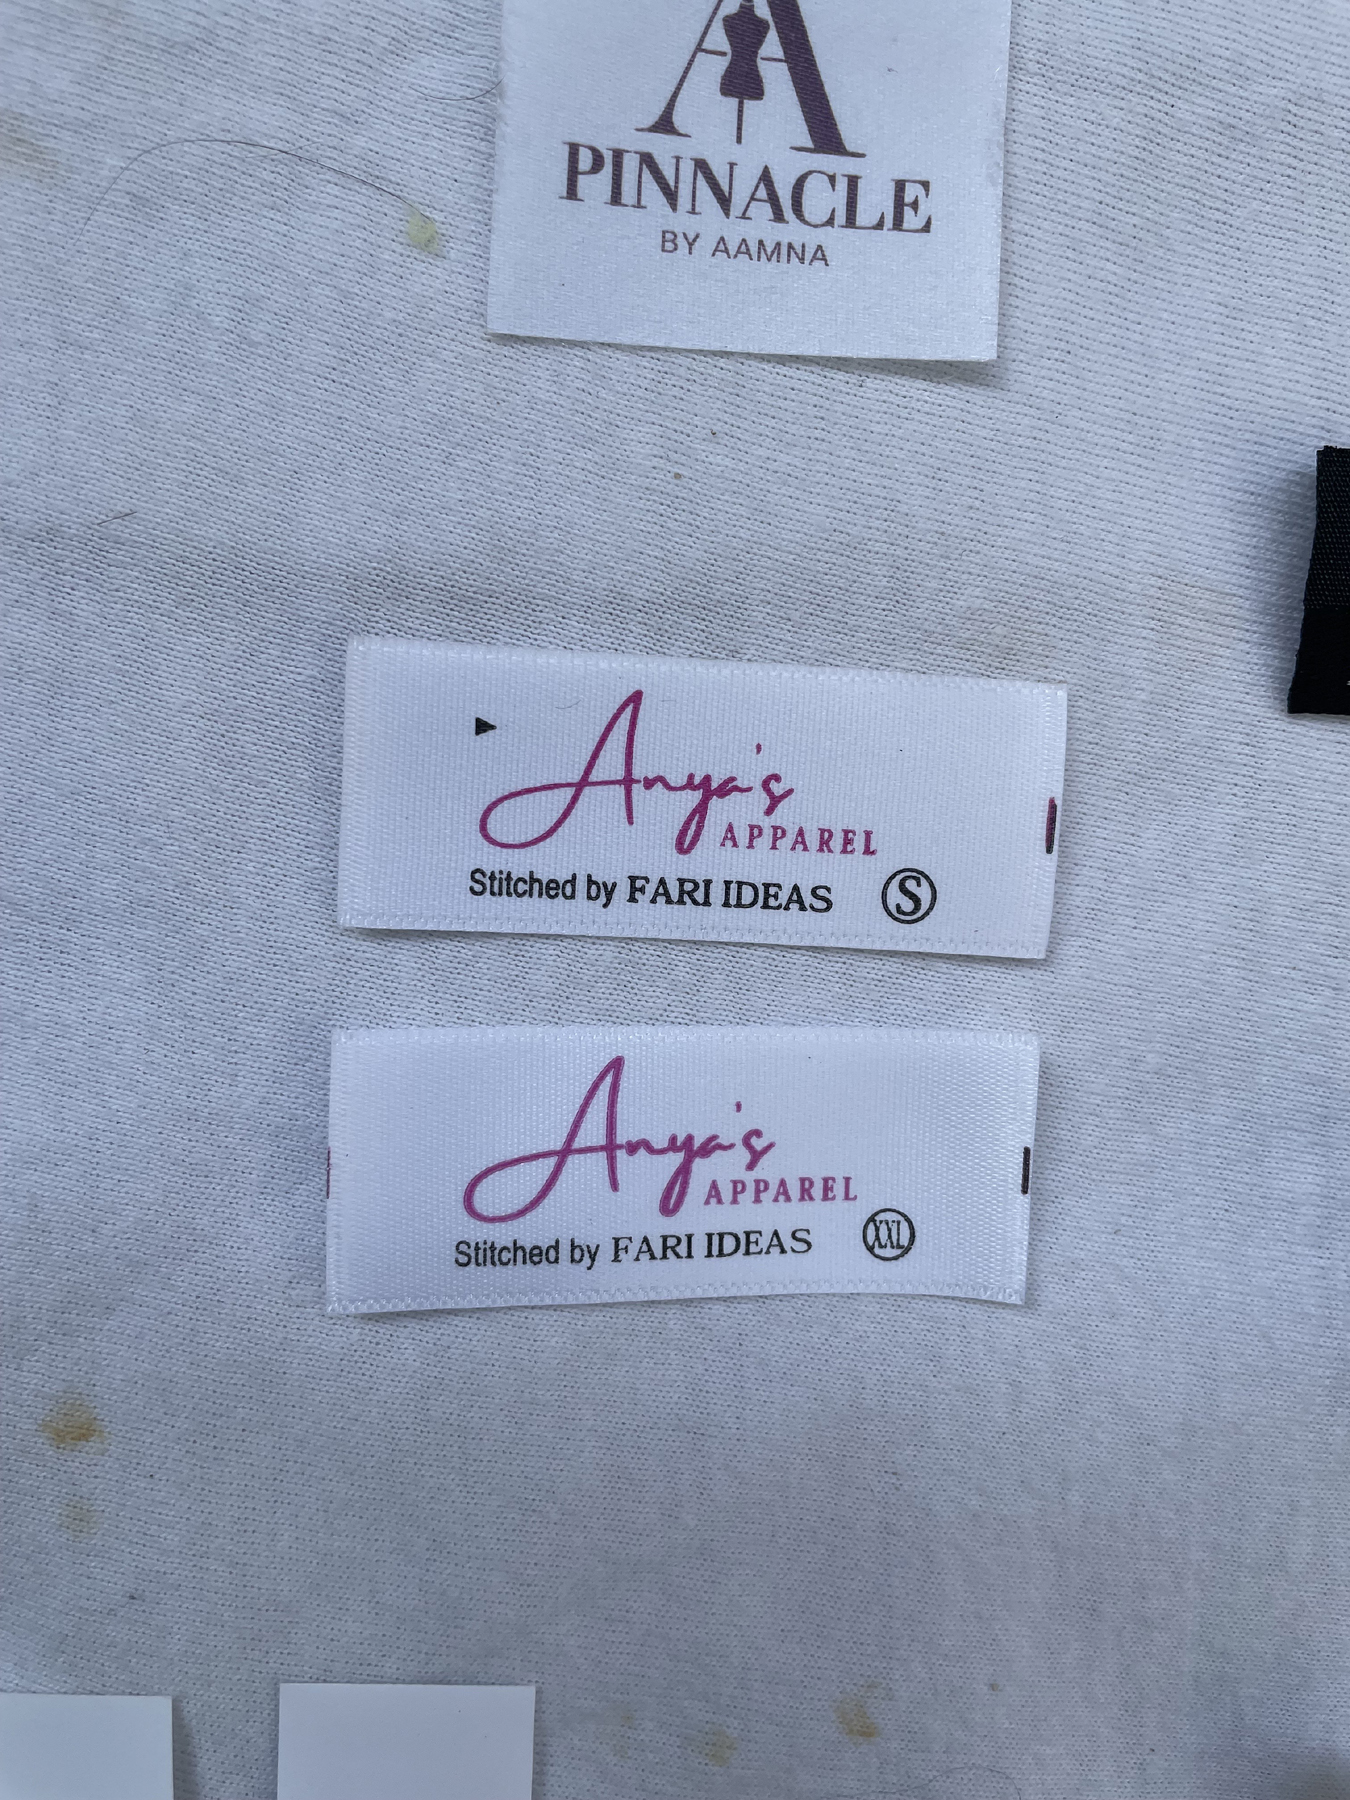 A
PINNACLE
BY AAMNA
Anya's
APPAREL
Stitched by FARI IDEAS S
Anya's
APPAREL
Stitched by FARI IDEAS XXL